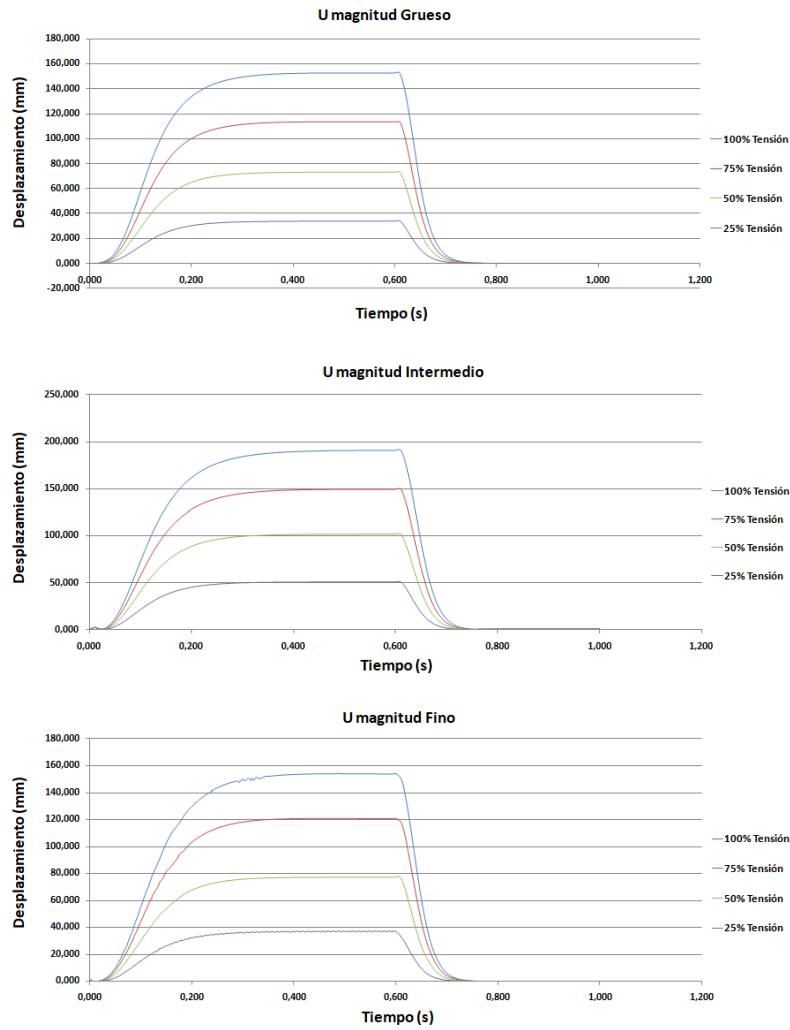 U magnitud Grueso
Desplazamiento (mm)
180,000
160,000
140,000
120,000
100,000
80,000
60,000
40,000
20,000
0,000
-20,000
0,000 0,200 0,400 0,600 0,800 1,000 1,200
Tiempo (s)
100% Tensión
75% Tensión
50% Tensión
25% Tensión
U magnitud Intermedio
Desplazamiento (mm)
250,000
200,000
150,000
100,000
50,000
0,000
0,000 0,200 0,400 0,600 0,800 1,000 1,200
Tiempo (s)
100% Tensión
75% Tensión
50% Tensión
25% Tensión
U magnitud Fino
Desplazamiento (mm)
180,000
160,000
140,000
120,000
100,000
80,000
60,000
40,000
20,000
0,000
0,000 0,200 0,400 0,600 0,800 1,000 1,200
Tiempo (s)
100% Tensión
75% Tensión
50% Tensión
25% Tensión